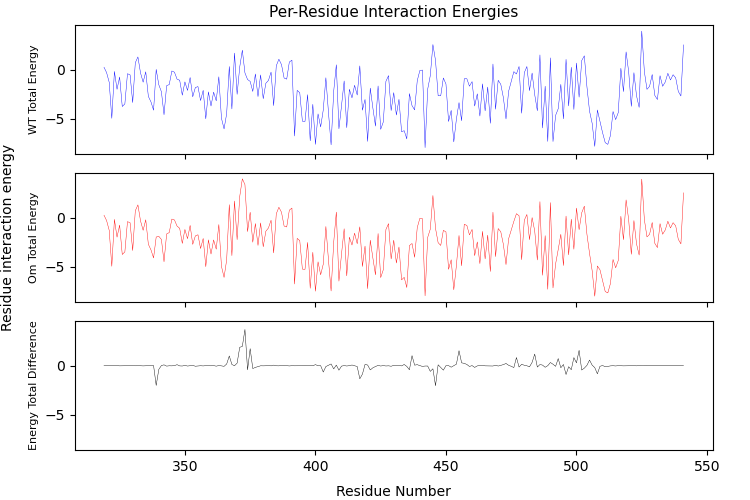 Per-Residue Interaction Energies
Residue interaction energy
WT Total Energy
0
−5
Om Total Energy
0
−5
Energy Total Difference
0
−5
350
400
450
500
550
Residue Number